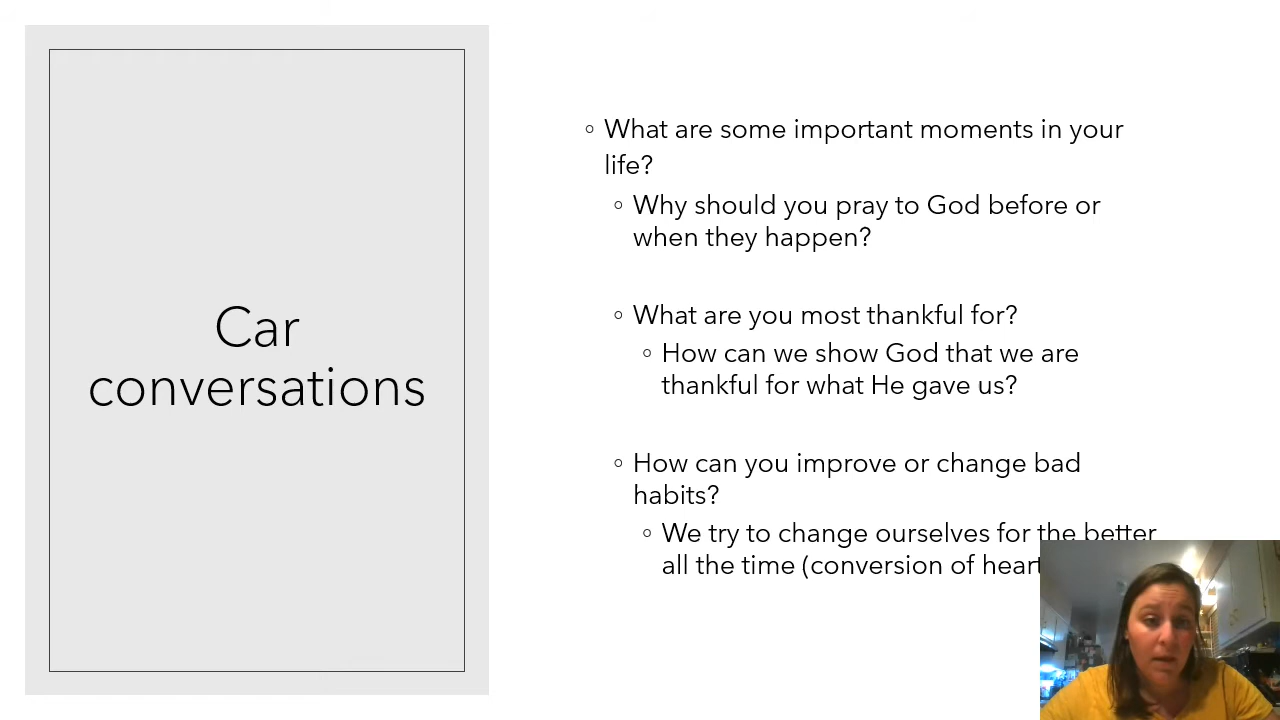 Car
conversations
◦ What are some important moments in your
life?
◦ Why should you pray to God before or
when they happen?
◦ What are you most thankful for?
◦ How can we show God that we are
thankful for what He gave us?
◦ How can you improve or change bad
habits?
◦ We try to change ourselves for the better
all the time (conversion of heart